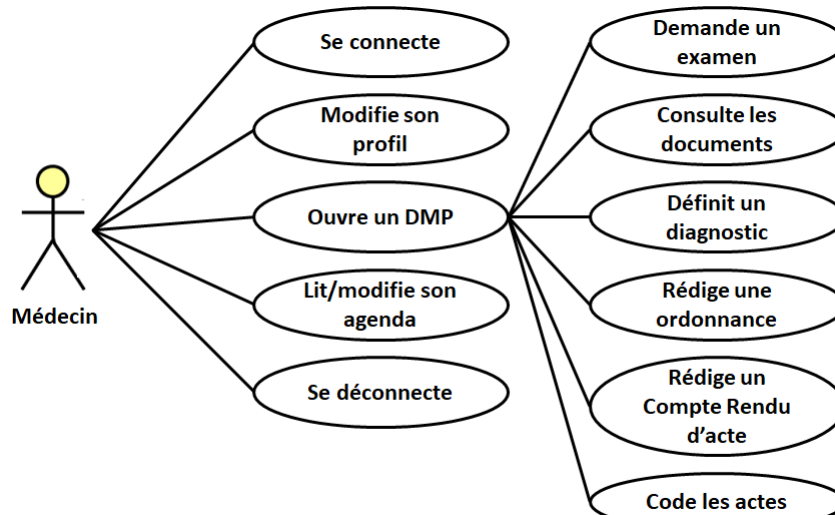 Se connecte
Modifie son
profil
Ouvre un DMP
Lit/modifie son
agenda
Se déconnecte
Médecin
Demande un
examen
Consulte les
documents
Définit un
diagnostic
Rédige une
ordonnance
Rédige un
Compte Rendu
d'acte
Code les actes